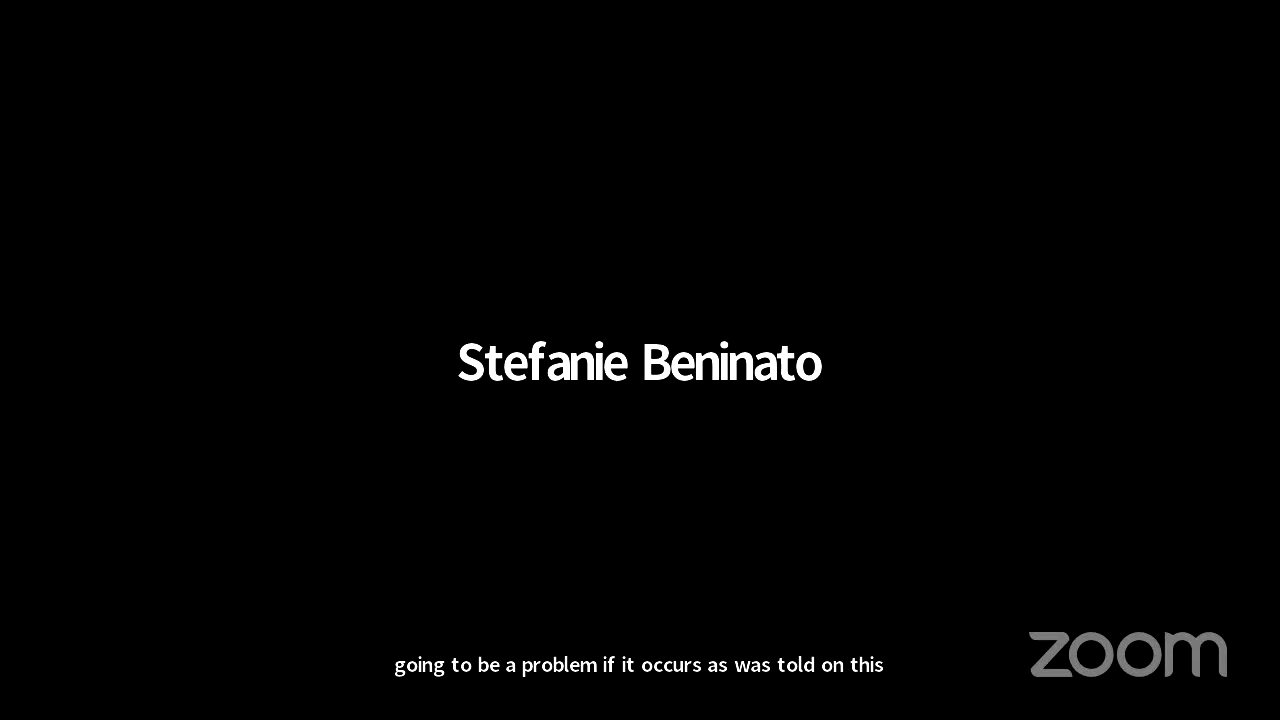 Stefanie Beninato
going to be a problem if it occurs as was told on this
zoom